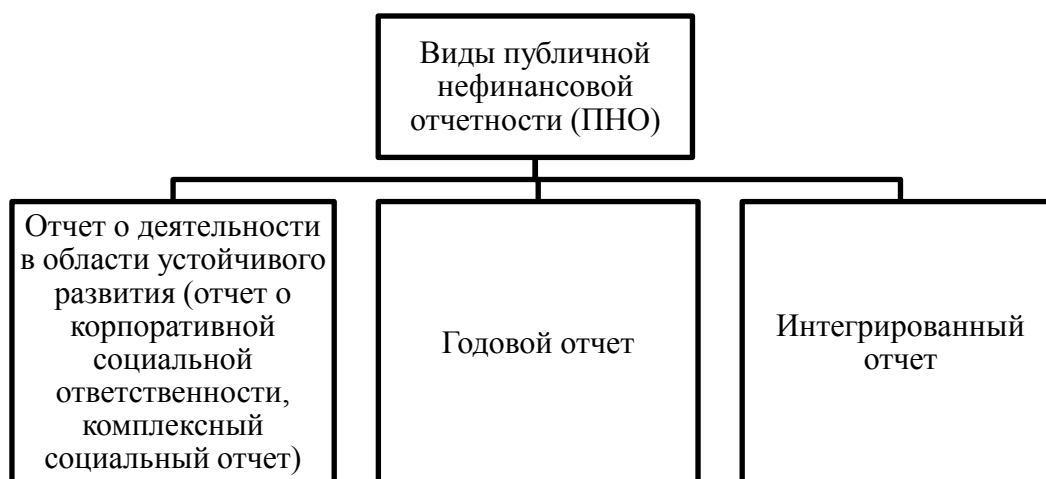 Виды публичной
нефинансовой
отчетности (ПНО)
Отчет о деятельности
в области устойчивого
развития (отчет о
корпоративной
социальной
ответственности,
комплексный
социальный отчет)
Годовой отчет
Интегрированный
отчет